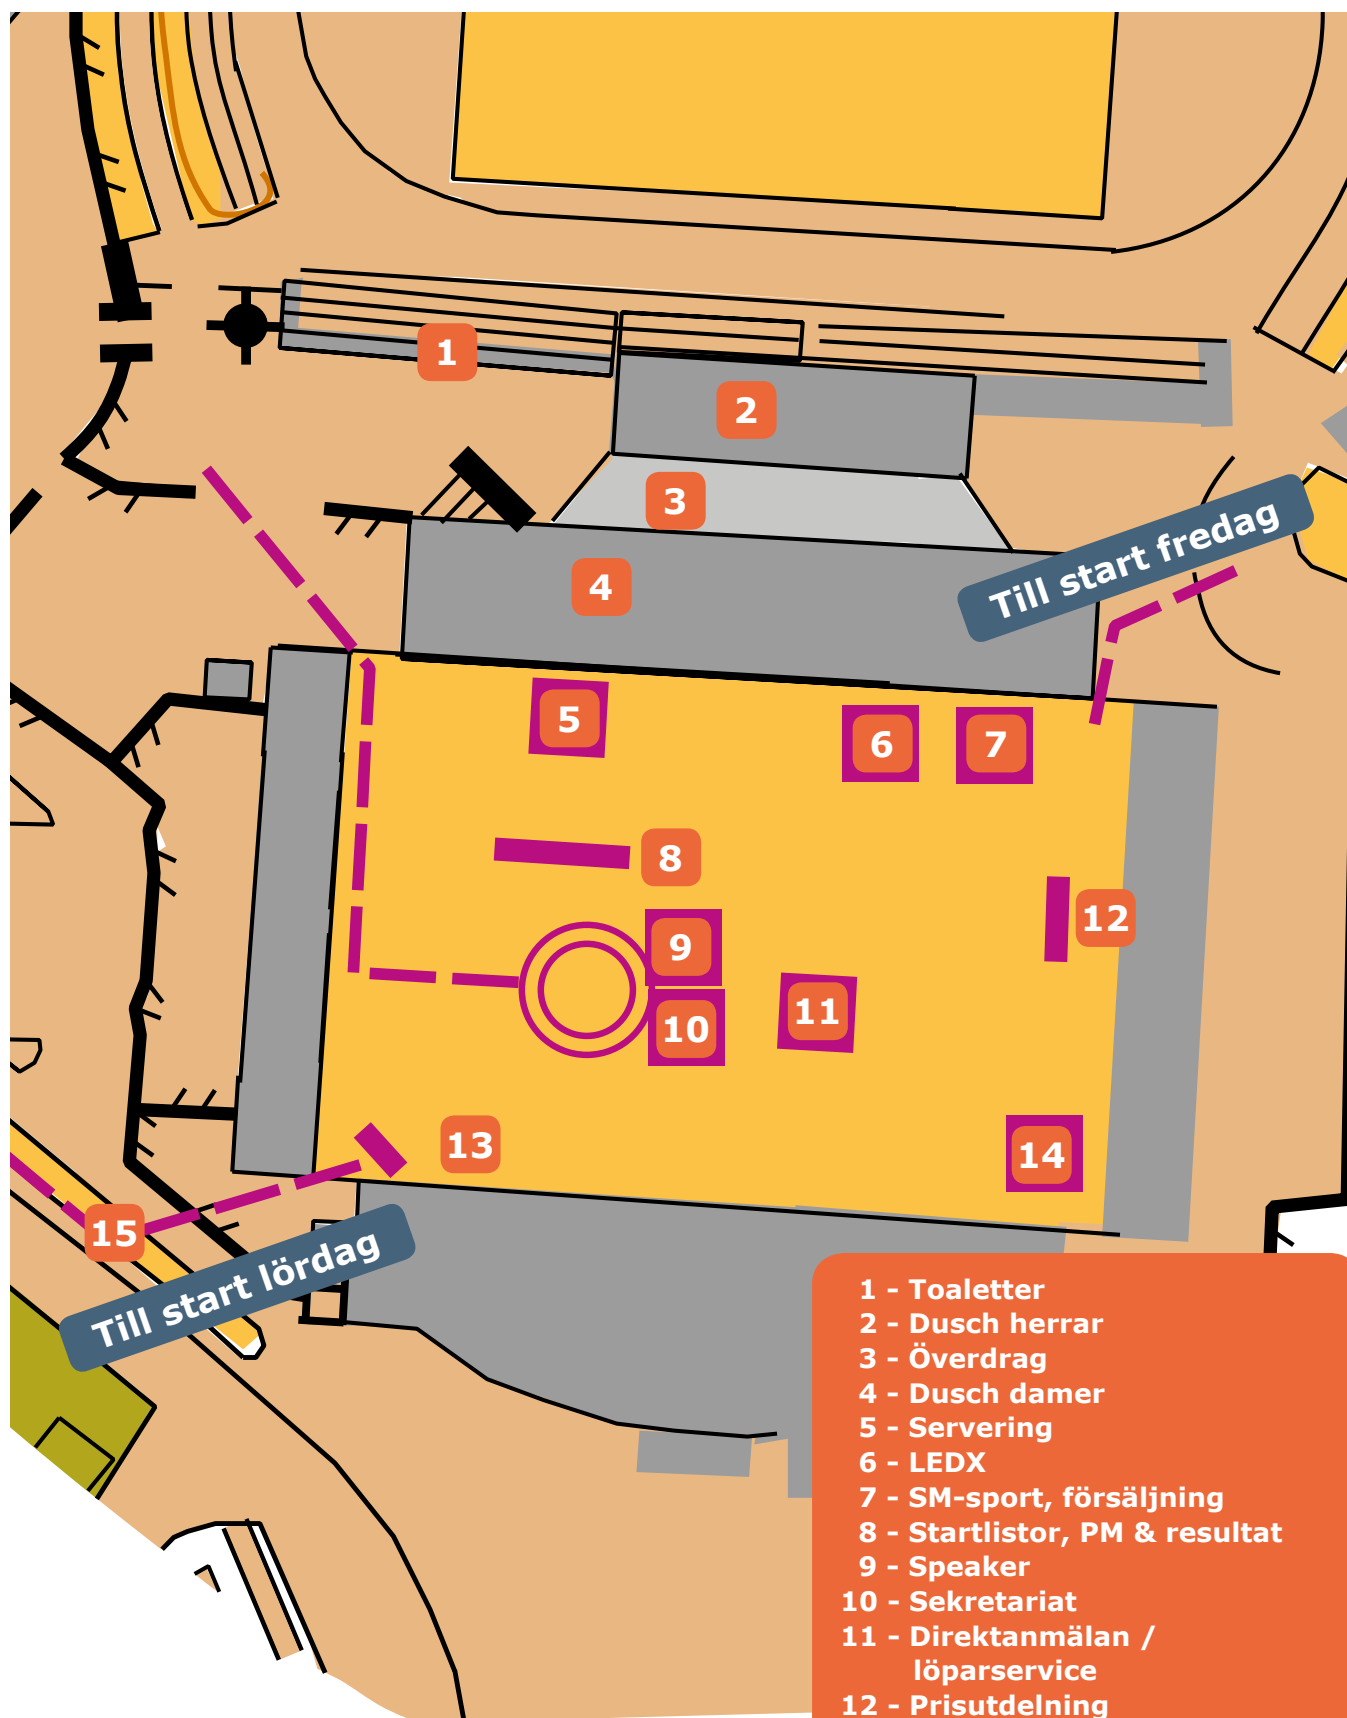 1
2
3
Till start fredag
4
5
6
7
8
9
12
10
11
13
14
15
Till start lördag
1 - Toaletter
2 - Dusch herrar
3 - Överdrag
4 - Dusch damer
5 - Servering
6 - LEDX
7 - SM-sport, försäljning
8 - Startlistor, PM & resultat
9 - Speaker
10 - Sekretariat
11 - Direktanmälan /
löparservice
12 - Prisutdelning